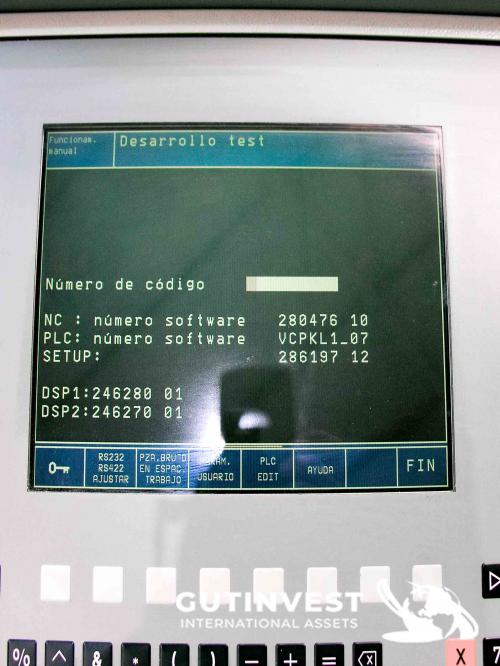 Funcionam.
manual
Desarrollo test
Número de código
NC : número software 280476 10
PLC: número software VCPKL1_07
SETUP: 286197 12
DSP1:246280 01
DSP2:246270 01
RS232
RS422
AJUSTAR
PZA.BRUTO
EN ESPAC.
TRABAJO
USUARIO
PLC
EDIT
AYUDA
FIN
GUTINVEST
INTERNATIONAL ASSETS
% ^ & * ( ) _ + = X